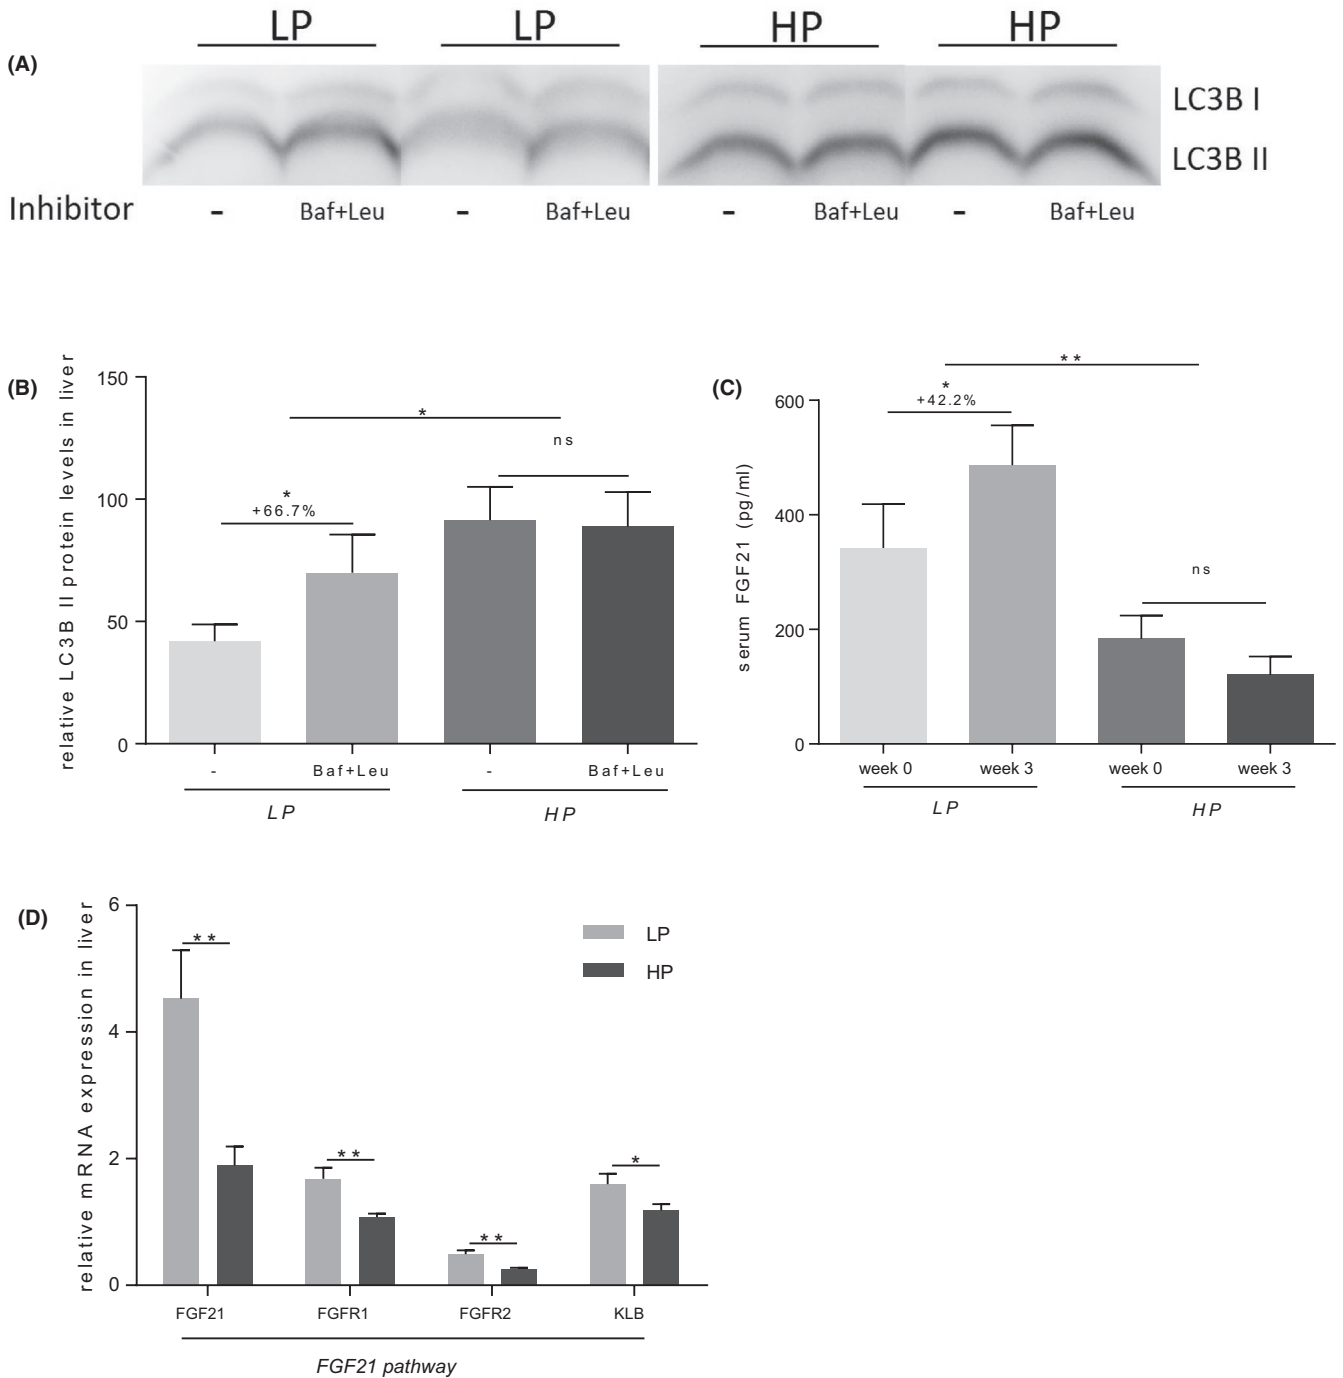 LP LP HP HP
(A)
LC3B I
LC3B II
Inhibitor - Baf+Leu - Baf+Leu - Baf+Leu - Baf+Leu
(B)
relative LC3B II protein levels in liver
150
100
50
0
*
+66.7%
*
ns
- Baf+Leu - Baf+Leu
LP HP
(C)
serum FGF21 (pg/ml)
600
400
200
0
**
*
+42.2%
ns
week 0 week 3 week 0 week 3
LP HP
(D)
relative mRNA expression in liver
6
4
2
0
**
**
**
*
LP
HP
FGF21 FGFR1 FGFR2 KLB
FGF21 pathway